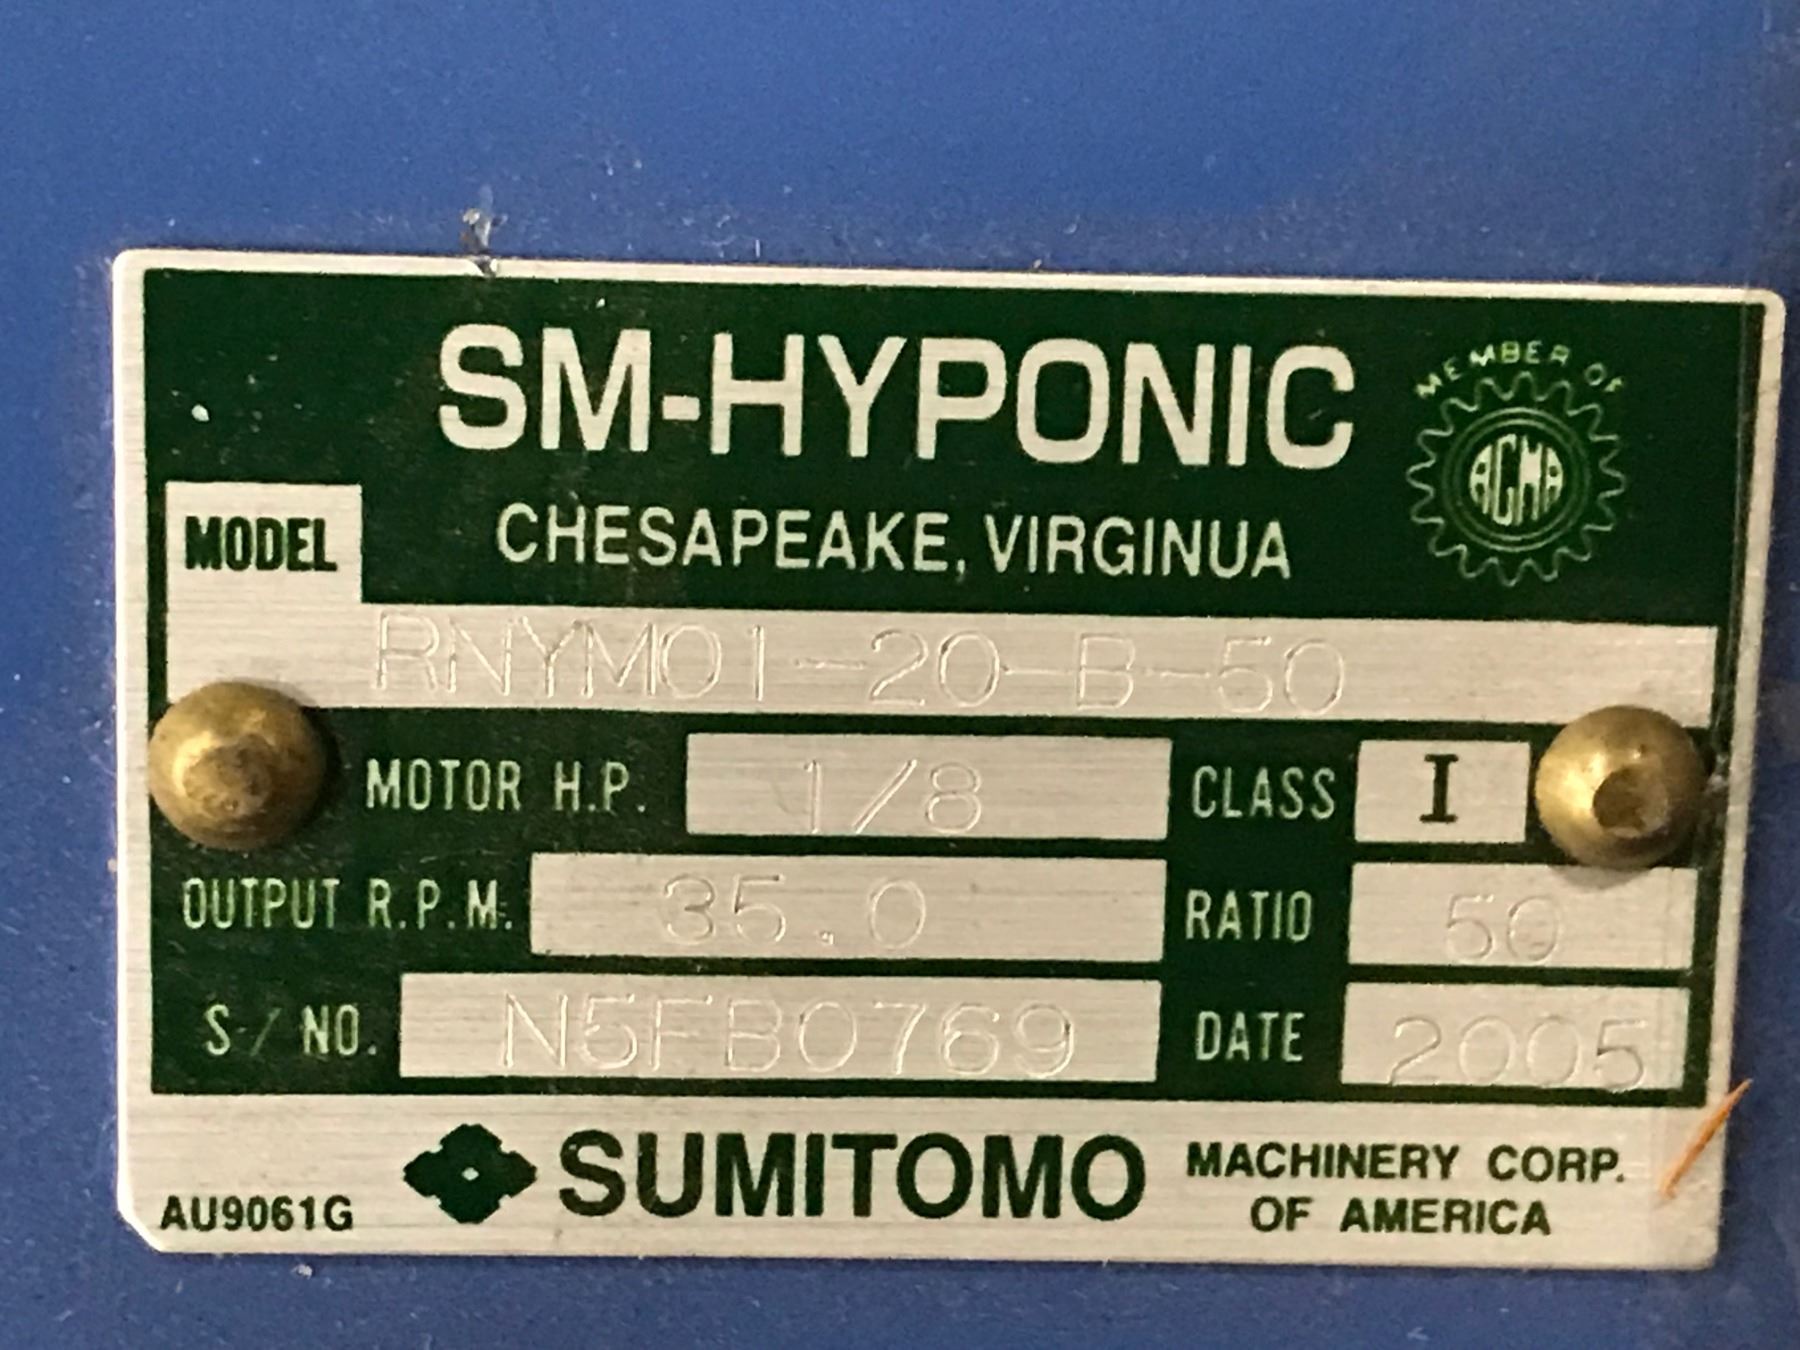 SM-HYPONIC
MEMBER OF
AGMA
CHESAPEAKE, VIRGINUA
MODEL
RNYM01-20-B-50
MOTOR H.P. 1/8 CLASS I
OUTPUT R.P.M. 35.0 RATIO 50
S/NO. N5FB0769 DATE 2005
AU9061G
SUMITOMO MACHINERY CORP.
OF AMERICA